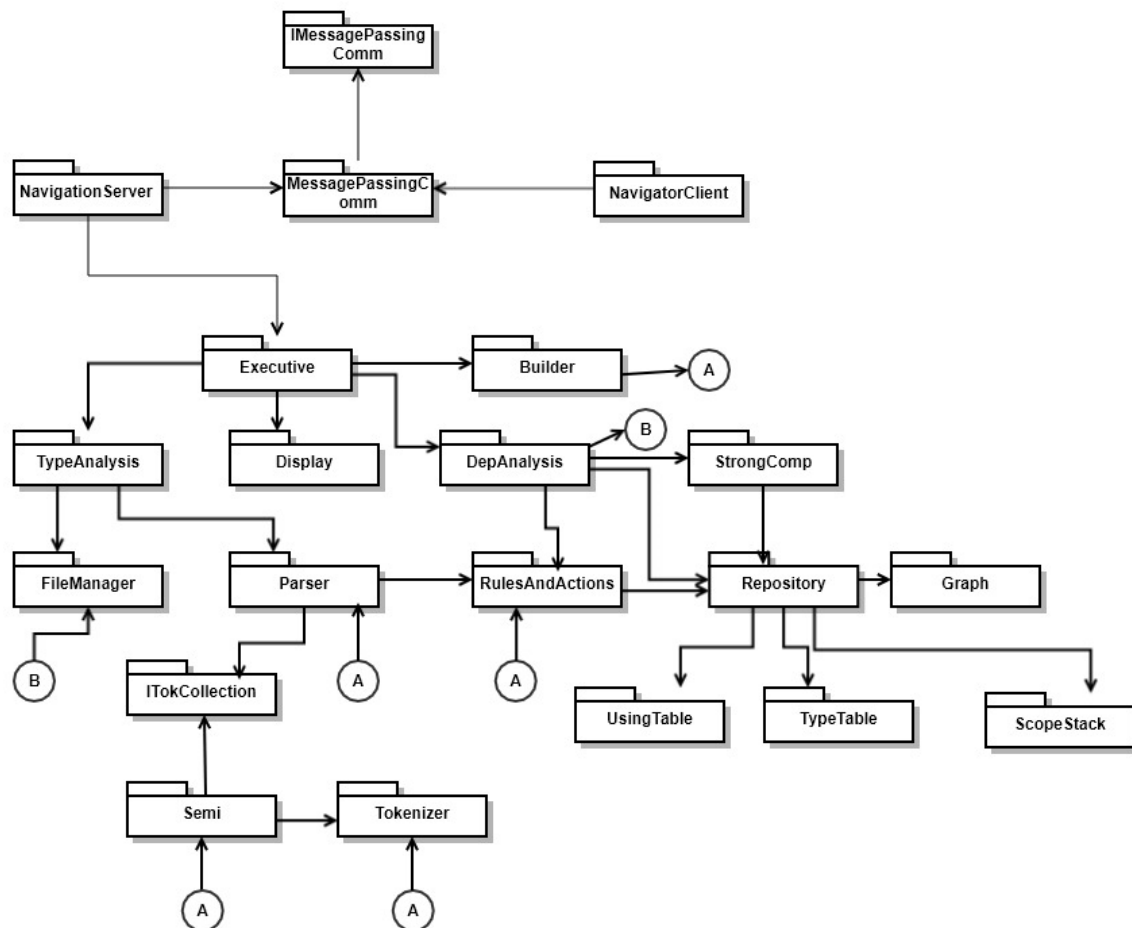 IMessagePassing
Comm
NavigationServer
MessagePassingC
omm
NavigatorClient
Executive
Builder
A
TypeAnalysis
Display
DepAnalysis
B
StrongComp
FileManager
Parser
RulesAndActions
Repository
Graph
B
ITokCollection
A
A
UsingTable
TypeTable
ScopeStack
Semi
Tokenizer
A
A